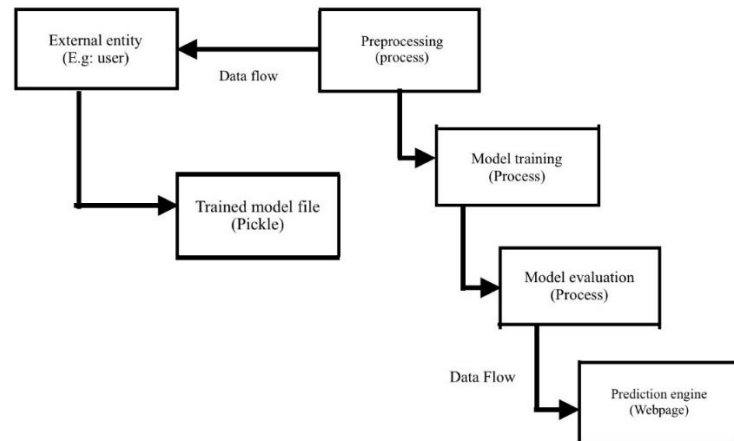 External entity
(E.g: user)
Data flow
Preprocessing
(process)
Model training
(Process)
Trained model file
(Pickle)
Model evaluation
(Process)
Data Flow
Prediction engine
(Webpage)